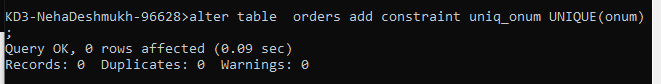 KD3-NehaDeshmukh-96628>alter table  orders add constraint uniq_onum UNIQUE(onum)
;
Query OK, 0 rows affected (0.09 sec)
Records: 0  Duplicates: 0  Warnings: 0